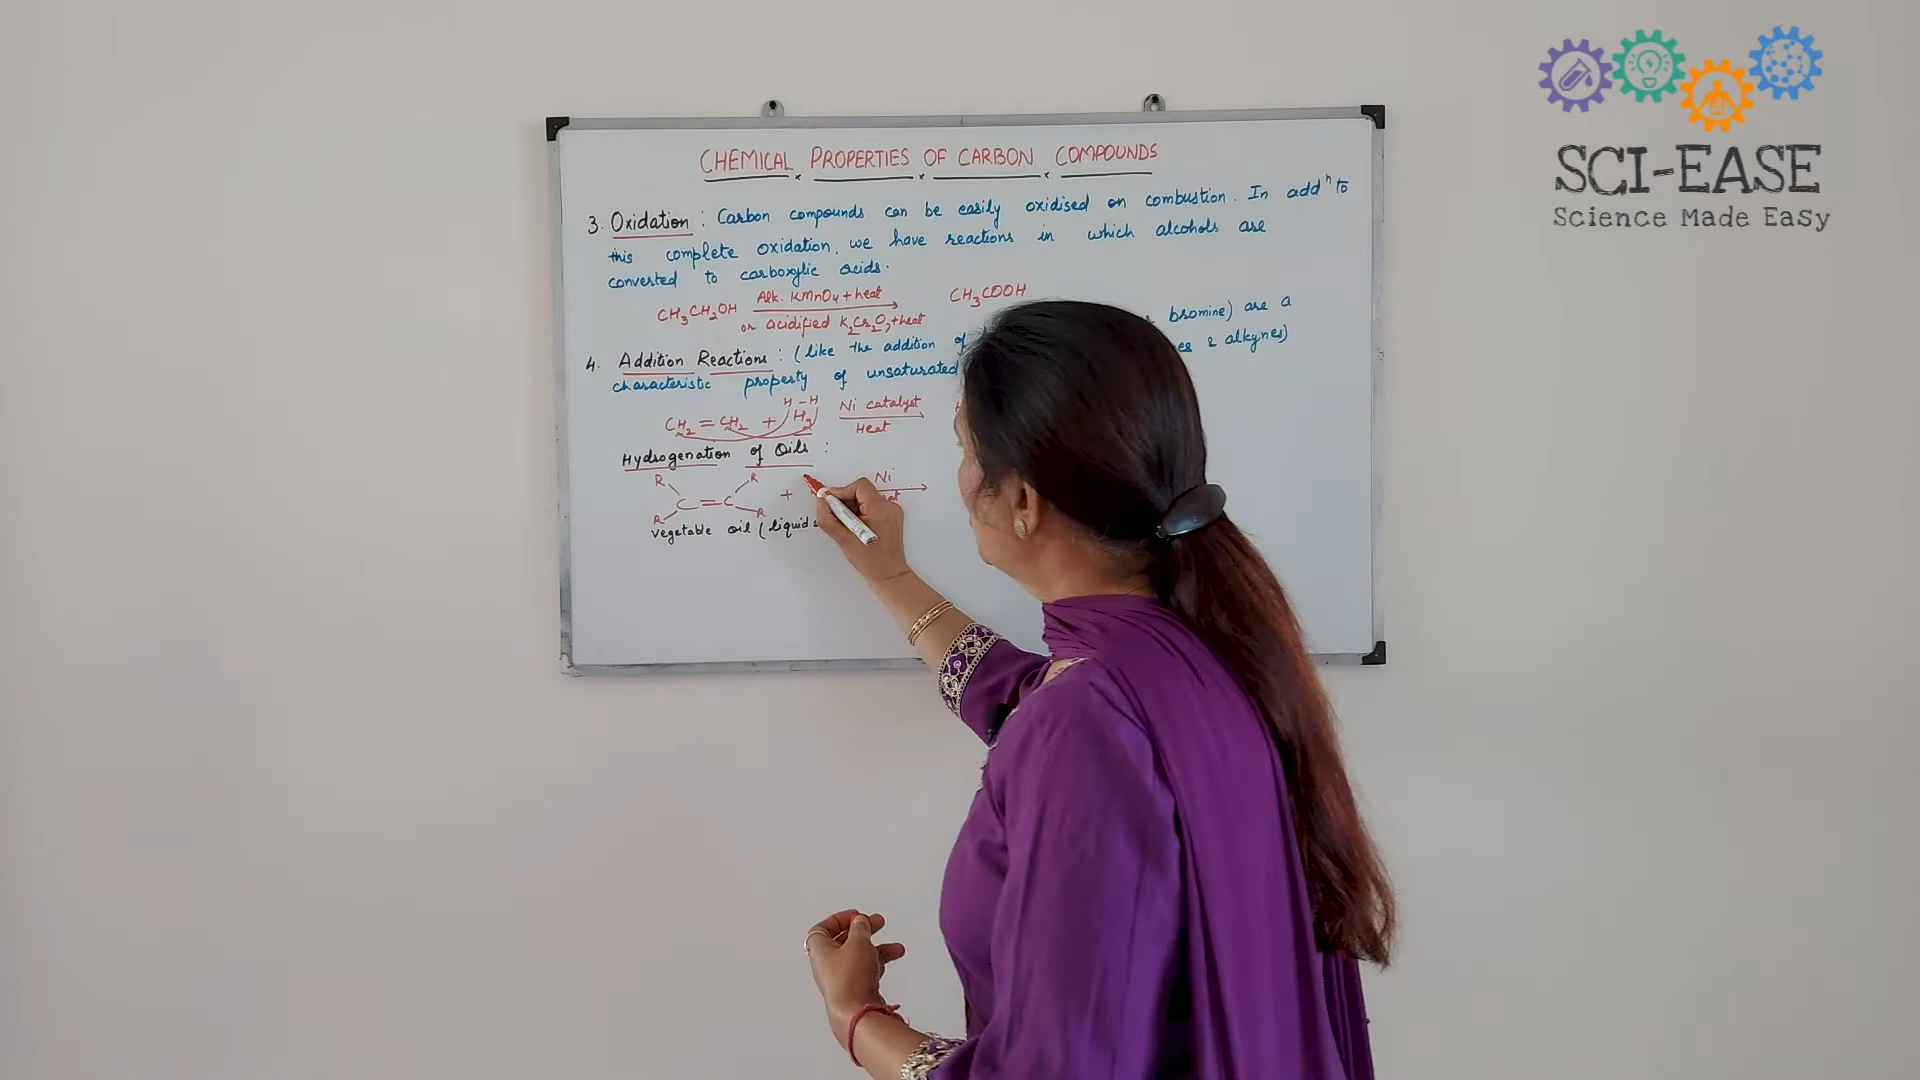 SCI-EASE
Science Made Easy
CHEMICAL PROPERTIES OF CARBON COMPOUNDS
3. Oxidation : Carbon compounds can be easily oxidised on combustion. In addⁿ to
this complete oxidation, we have reactions in which alcohols are
converted to carboxylic acids.
CH₃CH₂OH Alk. KMnO₄ + heat CH₃COOH
or acidified K₂Cr₂O₇ + heat
4. Addition Reactions : (like the addition of bromine) are a
characteristic property of unsaturated & alkynes)
H - H
CH₂ = CH₂ + H₂ Ni catalyst
Heat
Hydrogenation of Oils :
R R Ni
C = C +
R R
Vegetable oil (liquid